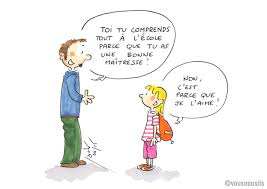 TOI TU COMPRENDS
TOUT À L'ÉCOLE
PARCE QUE TU AS
UNE BONNE
MAÎTRESSE !
NON,
C'EST
PARCE QUE
JE L'AIME !
©vousnousils